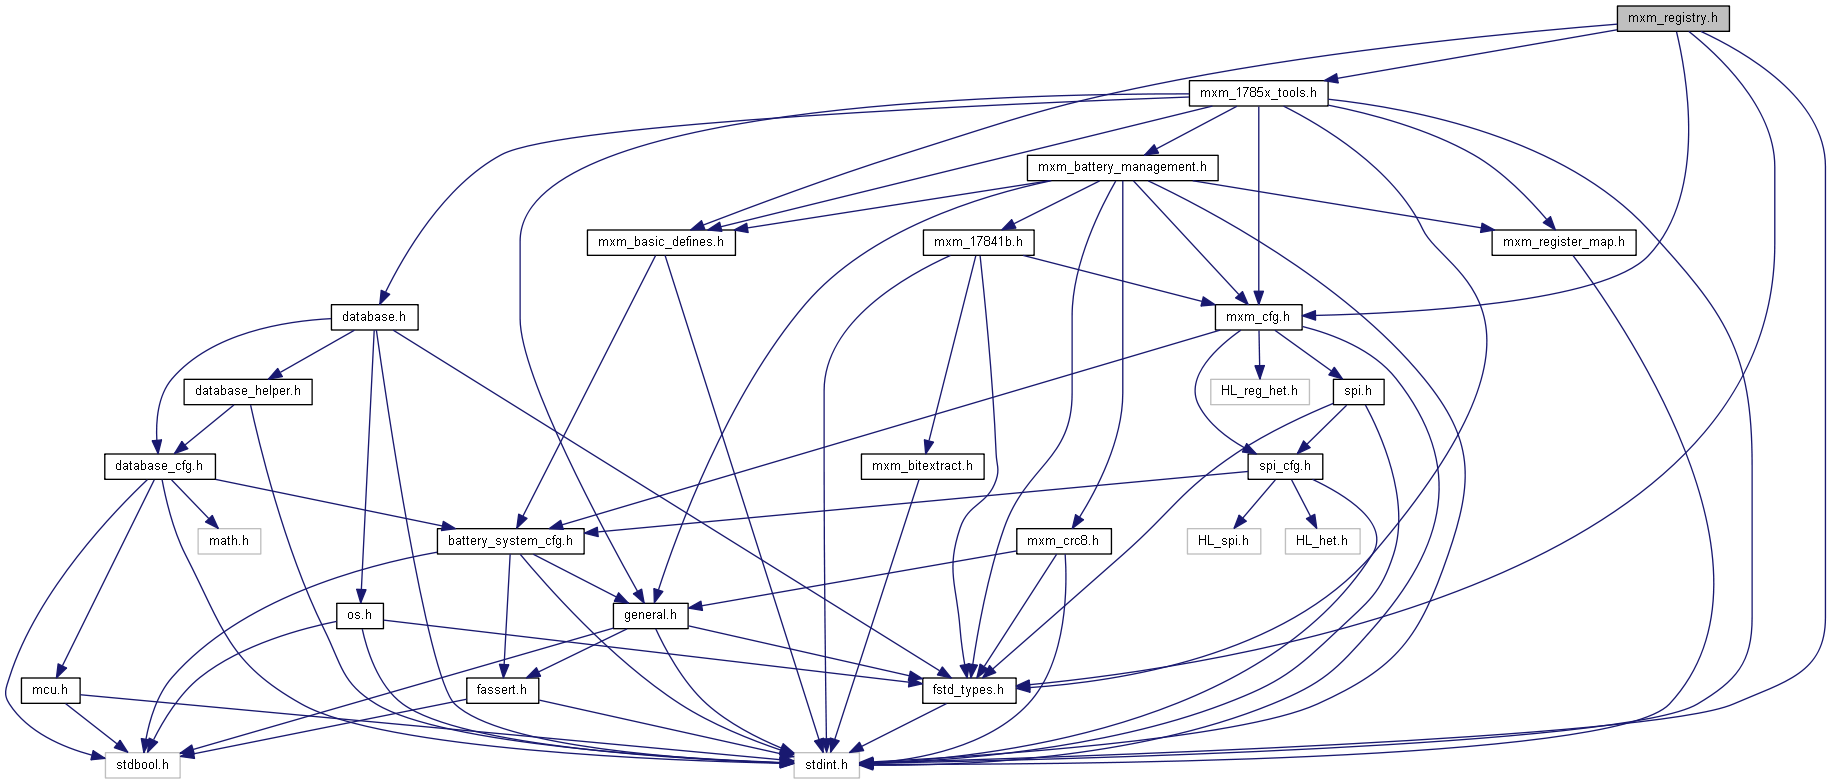 mxm_registry.h
mxm_1785x_tools.h
mxm_battery_management.h
mxm_basic_defines.h
mxm_17841b.h
mxm_register_map.h
database.h
mxm_cfg.h
database_helper.h
HL_reg_het.h
spi.h
database_cfg.h
mxm_bitextract.h
spi_cfg.h
math.h
battery_system_cfg.h
mxm_crc8.h
HL_spi.h
HL_het.h
os.h
general.h
mcu.h
fassert.h
fstd_types.h
stdbool.h
stdint.h